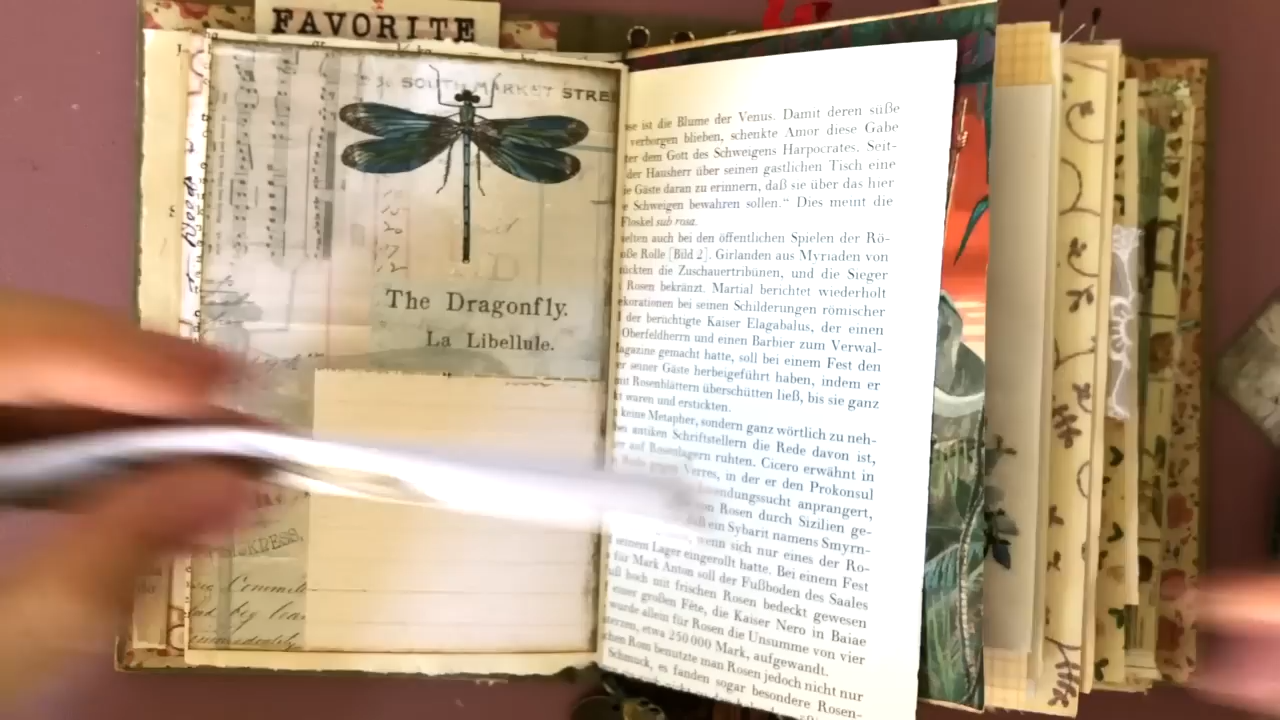 FAVORITE
SOUTH MARKET STREE
The Dragonfly.
La Libellule.
ist die Blume der Venus. Damit deren süße
verborgen blieben, schenkte Amor diese Gabe
dem Gott des Schweigens Harpocrates. Seit-
der Hausherr über seinen gastlichen Tisch eine
Gäste daran zu erinnern, daß sie über das hier
Schweigen bewahren sollen." Dies meint die
Floskel sub rosa.
auch bei den öffentlichen Spielen der Rö-
Rolle [Bild 2]. Girlanden aus Myriaden von
die Zuschauertribünen, und die Sieger
Rosen bekränzt. Martial berichtet wiederholt
bei seinen Schilderungen römischer
der berüchtigte Kaiser Elagabalus, der einen
Oberfeldherrn und einen Barbier zum Verwal-
gemacht hatte, soll bei einem Fest den
seiner Gäste herbeigeführt haben, indem er
mit Rosenblättern überschütten ließ, bis sie ganz
waren und erstickten.
keine Metapher, sondern ganz wörtlich zu neh-
antiken Schriftstellern die Rede davon ist,
auf Rosenlagern ruhten. Cicero erwähnt in
gegen Verres, in der er den Prokonsul
anprangert,
Rosen durch Sizilien ge-
ein Sybarit namens Smyrn-
wenn sich nur eines der Ro-
seinem Lager eingerollt hatte. Bei einem Fest
für Mark Anton soll der Fußboden des Saales
hoch mit frischen Rosen bedeckt gewesen
einer großen Fête, die Kaiser Nero in Baiae
wurde allein für Rosen die Unsumme von vier
etwa 250 000 Mark, aufgewandt.
Rom benutzte man Rosen jedoch nicht nur
Schmuck, es fanden sogar besondere Rosen-